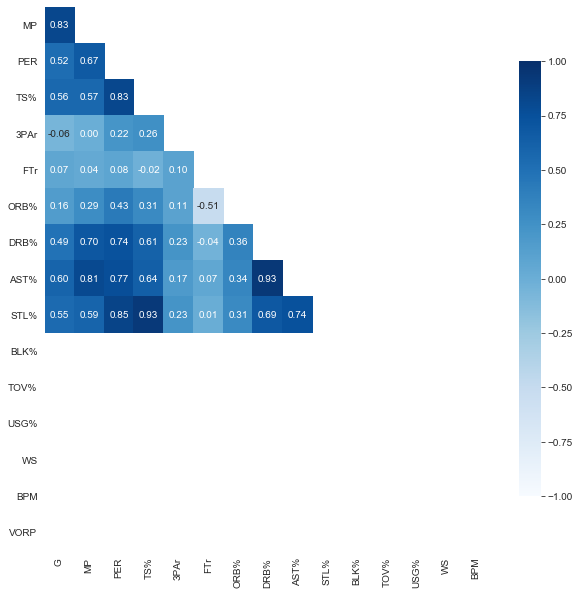 MP 0.83
PER 0.52 0.67
TS% 0.56 0.57 0.83
3PAr -0.06 0.00 0.22 0.26
FTr 0.07 0.04 0.08 -0.02 0.10
ORB% 0.16 0.29 0.43 0.31 0.11 -0.51
DRB% 0.49 0.70 0.74 0.61 0.23 -0.04 0.36
AST% 0.60 0.81 0.77 0.64 0.17 0.07 0.34 0.93
STL% 0.55 0.59 0.85 0.93 0.23 0.01 0.31 0.69 0.74
BLK%
TOV%
USG%
WS
BPM
VORP
G MP PER TS% 3PAr FTr ORB% DRB% AST% STL% BLK% TOV% USG% WS BPM
1.00
0.75
0.50
0.25
0.00
−0.25
−0.50
−0.75
−1.00